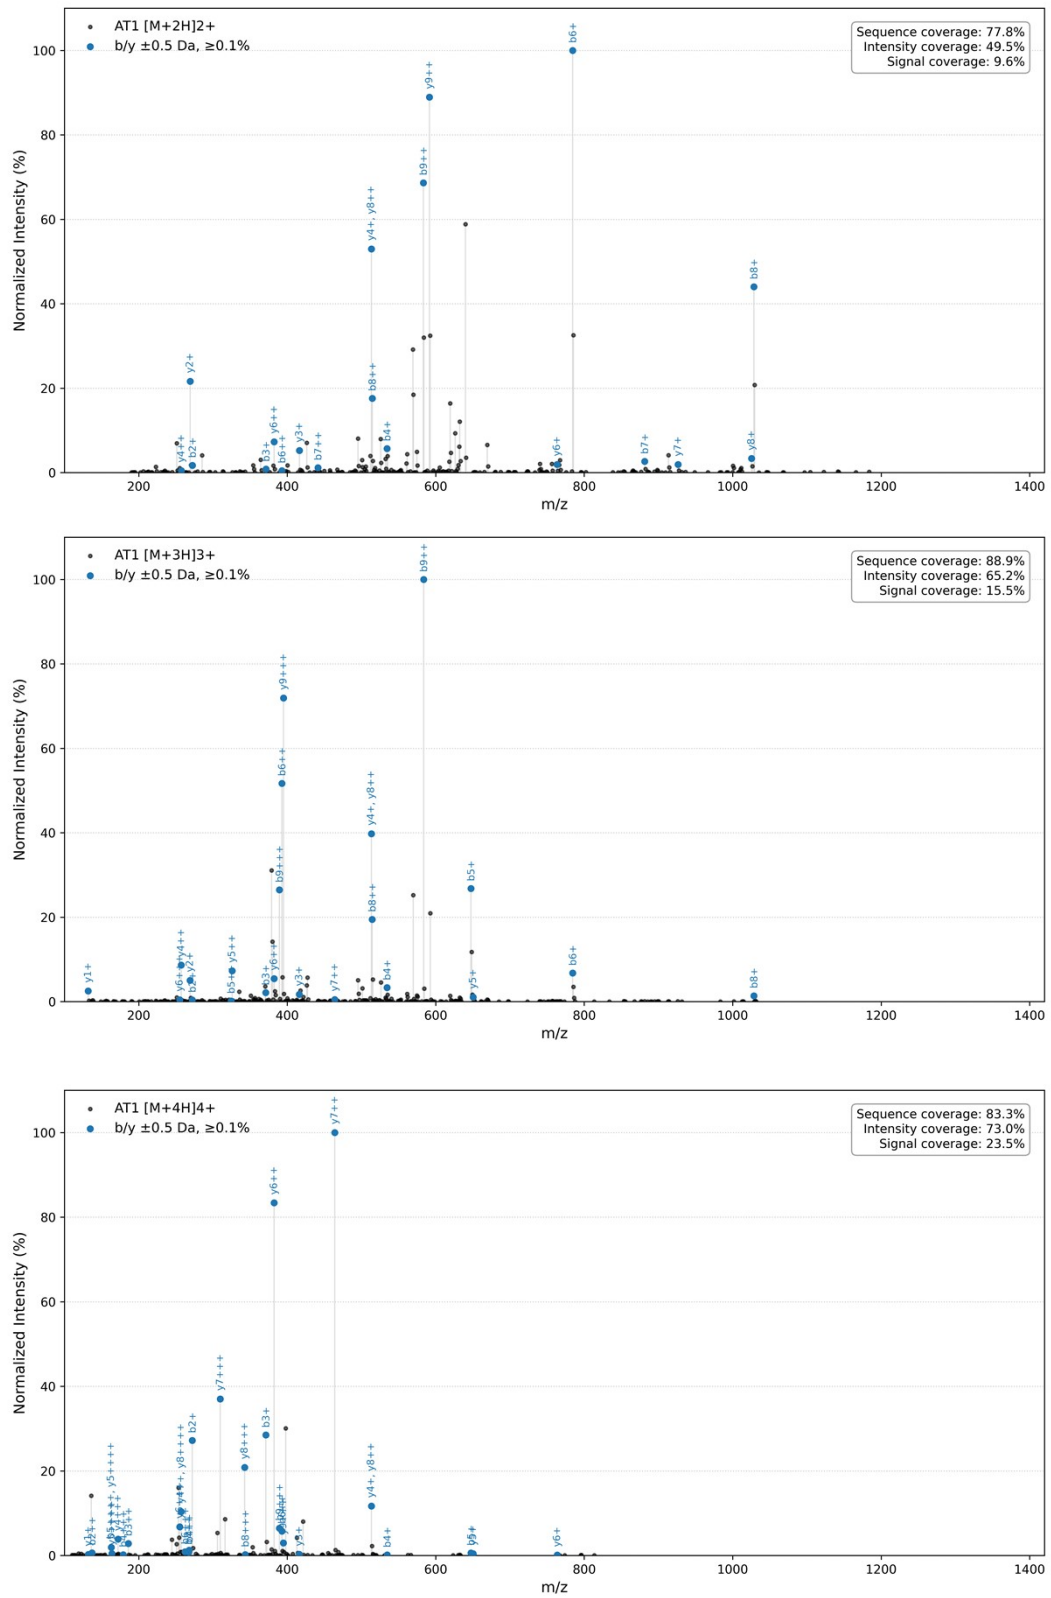 AT1 [M+2H]2+
b/y ±0.5 Da, ≥0.1%
Sequence coverage: 77.8%
Intensity coverage: 49.5%
Signal coverage: 9.6%
Normalized Intensity (%)
100
80
60
40
20
0
y4++
y2+
b2+
b3+
y6++
b6++
y3+
b7++
y4+, y8++
b8++
b4+
b9++
y9++
y6+
b6+
b7+
y7+
y8+
b8+
200 400 600 800 1000 1200 1400
m/z
AT1 [M+3H]3+
b/y ±0.5 Da, ≥0.1%
Sequence coverage: 88.9%
Intensity coverage: 65.2%
Signal coverage: 15.5%
Normalized Intensity (%)
100
80
60
40
20
0
y1+
y4++
y2+
b2+
y5++
b5++
b3+
y6++
b9+++
b6++
y9+++
y3+
y7++
y4+, y8++
b8++
b4+
b9++
b5+
y5+
b6+
b8+
200 400 600 800 1000 1200 1400
m/z
AT1 [M+4H]4+
b/y ±0.5 Da, ≥0.1%
Sequence coverage: 83.3%
Intensity coverage: 73.0%
Signal coverage: 23.5%
Normalized Intensity (%)
100
80
60
40
20
0
b2+
y7+++
y8+++
b8+++
b3+
y6++
y3+
y7++
y4+, y8++
b4+
y6+
200 400 600 800 1000 1200 1400
m/z